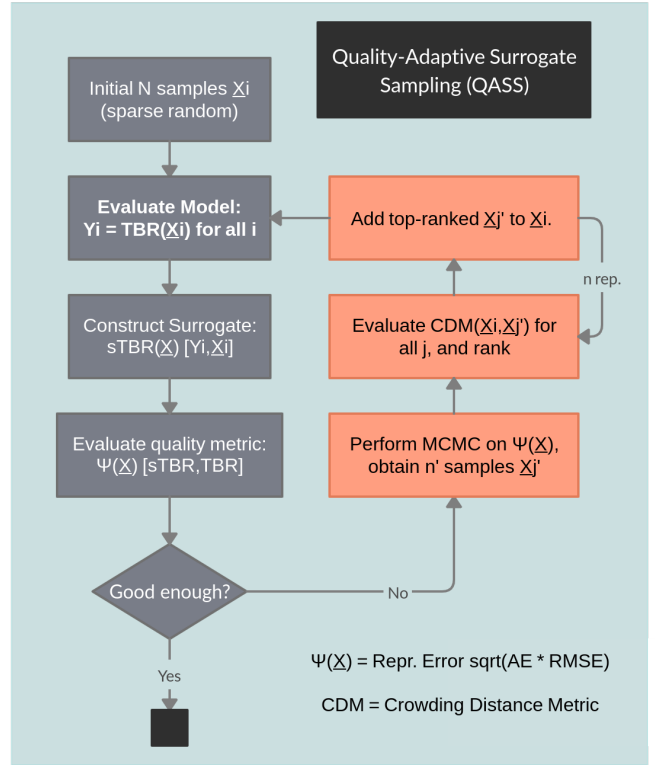 Quality-Adaptive Surrogate
Sampling (QASS)
Initial N samples Xi
(sparse random)
Evaluate Model:
Yi = TBR(Xi) for all i
Construct Surrogate:
sTBR(X) [Yi,Xi]
Evaluate quality metric:
Ψ(X) [sTBR,TBR]
Good enough?
Yes
No
Perform MCMC on Ψ(X),
obtain n' samples Xj'
Evaluate CDM(Xi,Xj') for
all j, and rank
Add top-ranked Xj' to Xi.
n rep.
Ψ(X) = Repr. Error sqrt(AE * RMSE)
CDM = Crowding Distance Metric